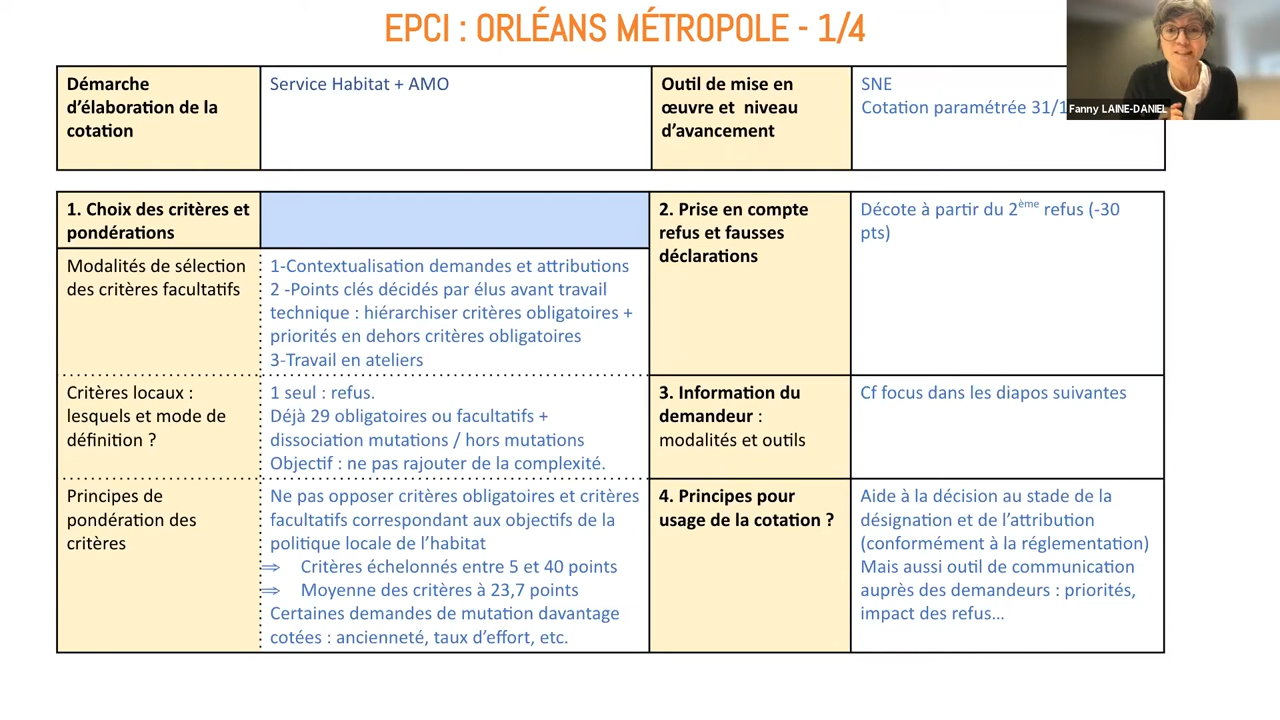 EPCI : ORLÉANS MÉTROPOLE - 1/4
Fanny LAINE-DANIEL
Démarche
d’élaboration de la
cotation
Service Habitat + AMO
Outil de mise en
œuvre et niveau
d’avancement
SNE
Cotation paramétrée 31/1
1. Choix des critères et
pondérations
Modalités de sélection
des critères facultatifs
1-Contextualisation demandes et attributions
2 -Points clés décidés par élus avant travail
technique : hiérarchiser critères obligatoires +
priorités en dehors critères obligatoires
3-Travail en ateliers
Critères locaux :
lesquels et mode de
définition ?
1 seul : refus.
Déjà 29 obligatoires ou facultatifs +
dissociation mutations / hors mutations
Objectif : ne pas rajouter de la complexité.
Principes de
pondération des
critères
Ne pas opposer critères obligatoires et critères
facultatifs correspondant aux objectifs de la
politique locale de l’habitat
⇒ Critères échelonnés entre 5 et 40 points
⇒ Moyenne des critères à 23,7 points
Certaines demandes de mutation davantage
cotées : ancienneté, taux d’effort, etc.
2. Prise en compte
refus et fausses
déclarations
Décote à partir du 2ème refus (-30
pts)
3. Information du
demandeur :
modalités et outils
Cf focus dans les diapos suivantes
4. Principes pour
usage de la cotation ?
Aide à la décision au stade de la
désignation et de l’attribution
(conformément à la réglementation)
Mais aussi outil de communication
auprès des demandeurs : priorités,
impact des refus…